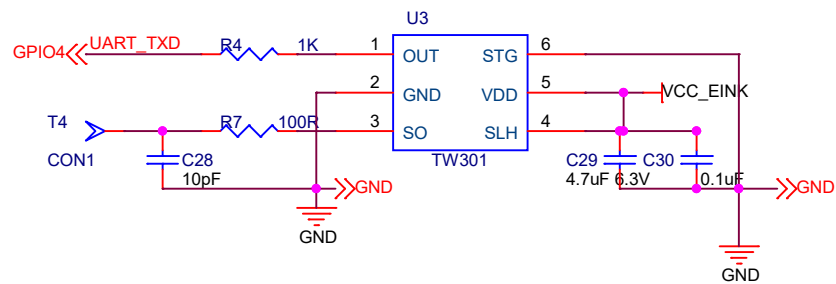 U3
GPIO4 UART_TXD R4 1K 1 OUT STG 6
2 GND VDD 5 VCC_EINK
T4 R7 100R 3 SO SLH 4
CON1 C28 TW301 C29 C30
10pF 4.7uF 6.3V 0.1uF
GND GND
GND
GND